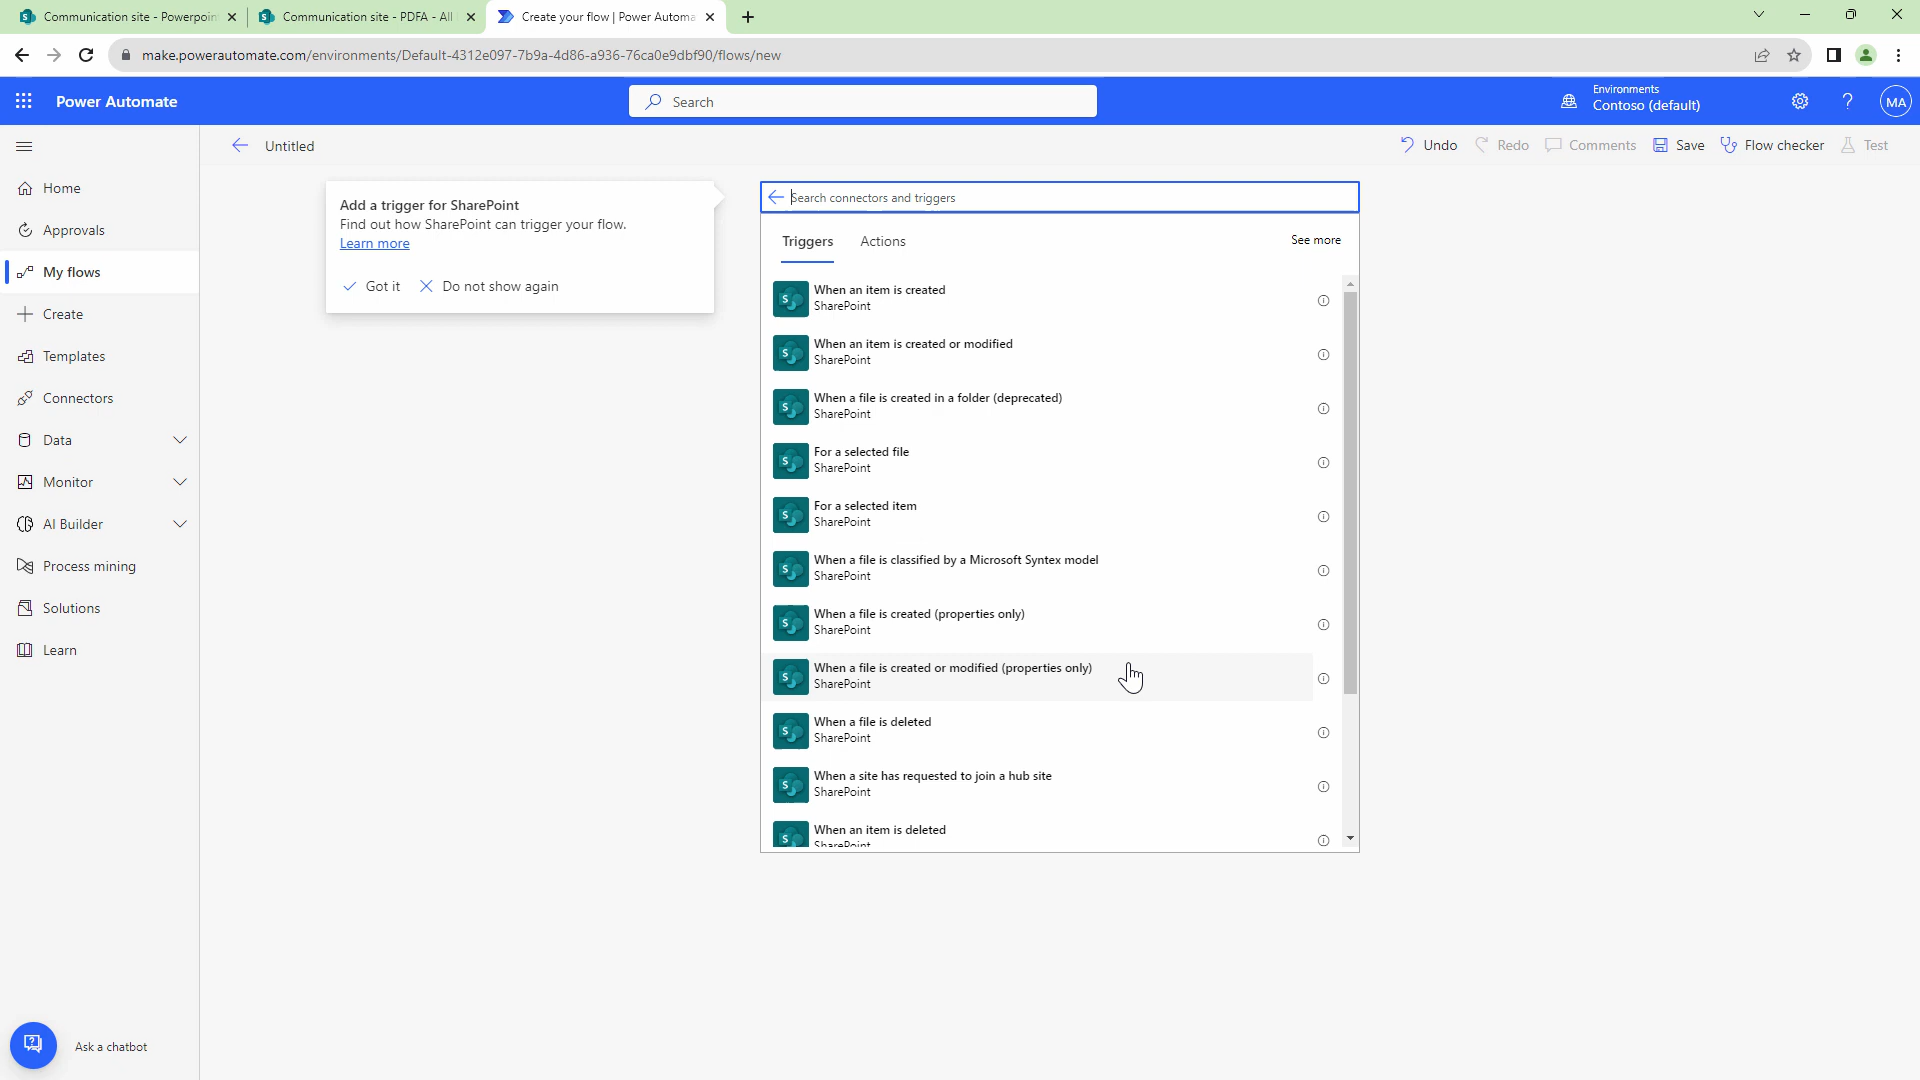 Communication site - Powerpoin
Communication site - PDFA - All
Create your flow | Power Automa
make.powerautomate.com/environments/Default-4312e097-7b9a-4d86-a936-76ca0e9dbf90/flows/new
Power Automate
Search
Environments
Contoso (default)
MA
Untitled
Undo
Redo
Comments
Save
Flow checker
Test
Home
Approvals
My flows
Create
Templates
Connectors
Data
Monitor
AI Builder
Process mining
Solutions
Learn
Ask a chatbot
Add a trigger for SharePoint
Find out how SharePoint can trigger your flow.
Learn more
Got it
Do not show again
Search connectors and triggers
Triggers
Actions
See more
When an item is created
SharePoint
When an item is created or modified
SharePoint
When a file is created in a folder (deprecated)
SharePoint
For a selected file
SharePoint
For a selected item
SharePoint
When a file is classified by a Microsoft Syntex model
SharePoint
When a file is created (properties only)
SharePoint
When a file is created or modified (properties only)
SharePoint
When a file is deleted
SharePoint
When a site has requested to join a hub site
SharePoint
When an item is deleted
SharePoint